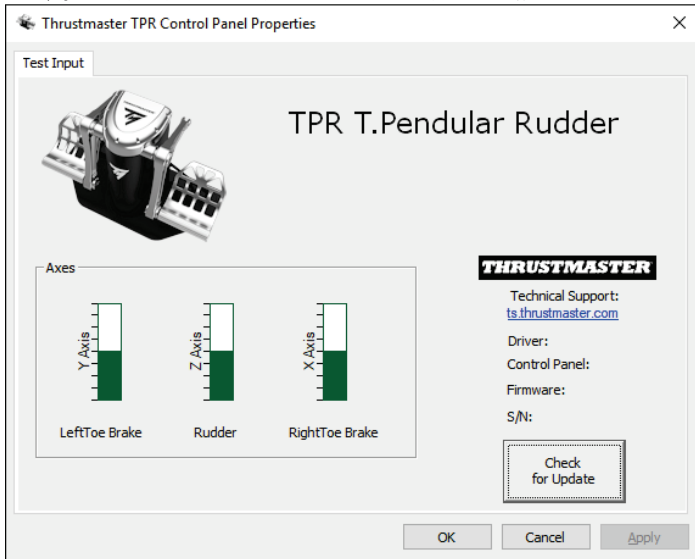 Thrustmaster TPR Control Panel Properties
Test Input
TPR T.Pendular Rudder
Axes
Y Axis
Z Axis
X Axis
LeftToe Brake
Rudder
RightToe Brake
THRUSTMASTER
Technical Support:
ts.thrustmaster.com
Driver:
Control Panel:
Firmware:
S/N:
Check
for Update
OK
Cancel
Apply